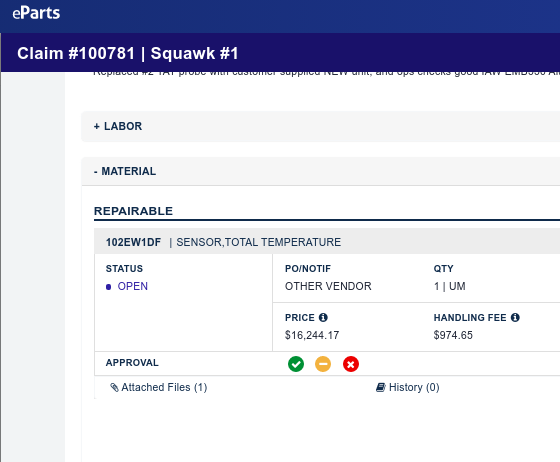 eParts
Claim #100781 | Squawk #1
Replaced #2 TAT probe with customer supplied NEW unit, and ops checks good IAW
+ LABOR
- MATERIAL
REPAIRABLE
102EW1DF | SENSOR,TOTAL TEMPERATURE
STATUS PO/NOTIF QTY
OPEN OTHER VENDOR 1 | UM
PRICE HANDLING FEE
$16,244.17 $974.65
APPROVAL
Attached Files (1) History (0)